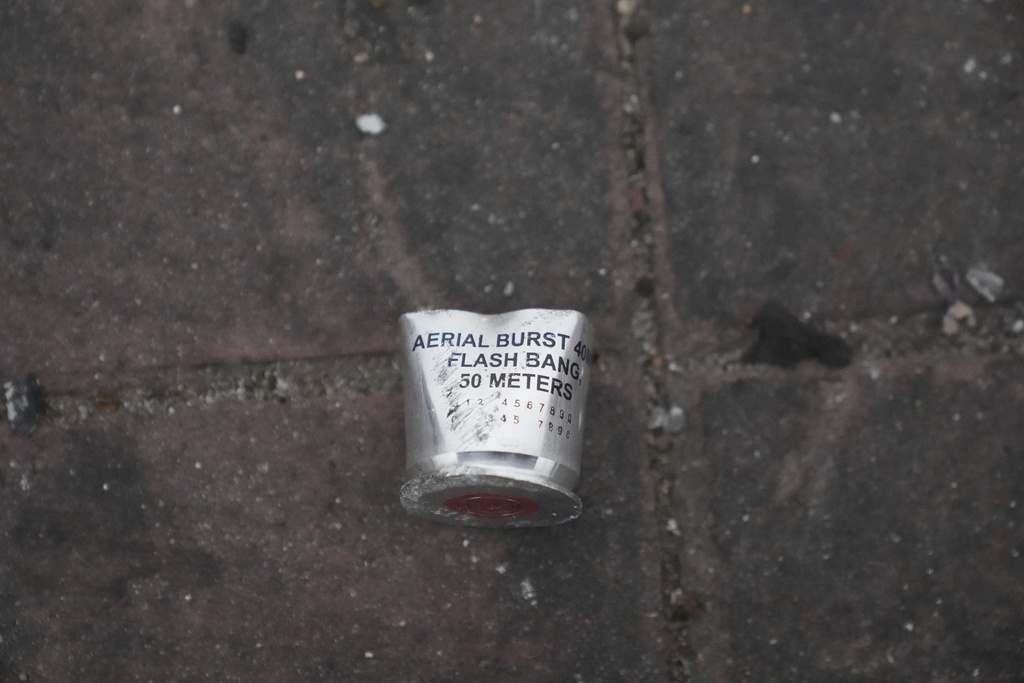 AERIAL BURST 40
FLASH BANG,
50 METERS